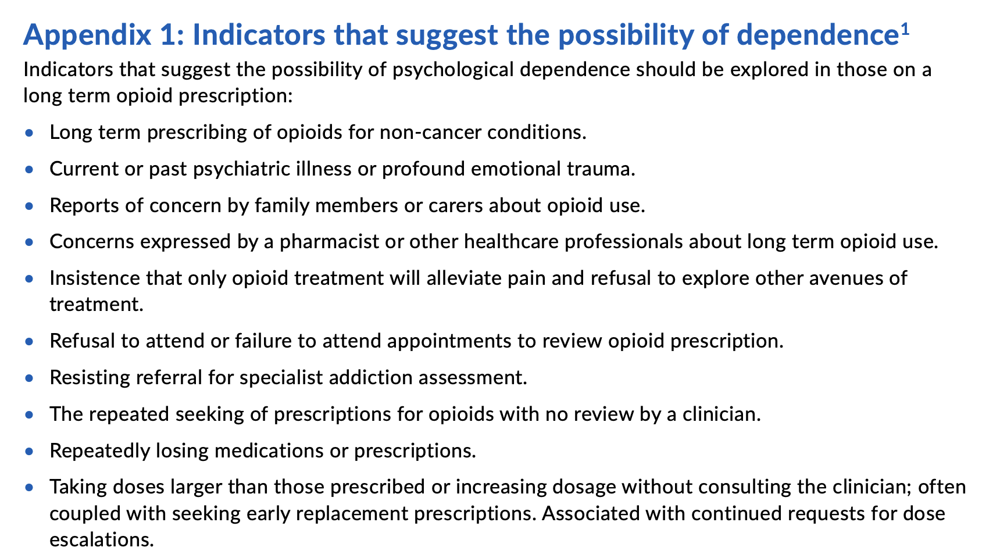 Appendix 1: Indicators that suggest the possibility of dependence¹
Indicators that suggest the possibility of psychological dependence should be explored in those on a
long term opioid prescription:
• Long term prescribing of opioids for non-cancer conditions.
• Current or past psychiatric illness or profound emotional trauma.
• Reports of concern by family members or carers about opioid use.
• Concerns expressed by a pharmacist or other healthcare professionals about long term opioid use.
• Insistence that only opioid treatment will alleviate pain and refusal to explore other avenues of
treatment.
• Refusal to attend or failure to attend appointments to review opioid prescription.
• Resisting referral for specialist addiction assessment.
• The repeated seeking of prescriptions for opioids with no review by a clinician.
• Repeatedly losing medications or prescriptions.
• Taking doses larger than those prescribed or increasing dosage without consulting the clinician; often
coupled with seeking early replacement prescriptions. Associated with continued requests for dose
escalations.